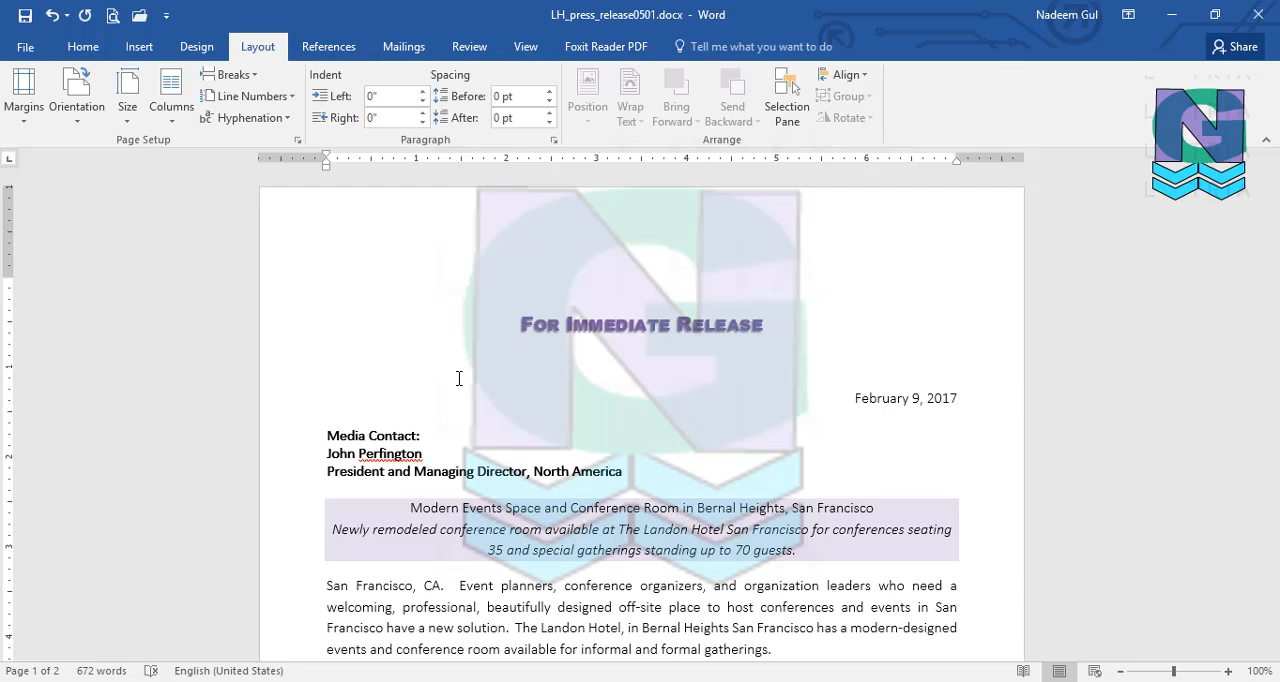 LH_press_release0501.docx - Word
Nadeem Gul
File Home Insert Design Layout References Mailings Review View Foxit Reader PDF Tell me what you want to do Share
Margins
Orientation
Size
Columns
Breaks
Line Numbers
Hyphenation
Page Setup
Indent
Left: 0"
Right: 0"
Spacing
Before: 0 pt
After: 0 pt
Paragraph
Position
Wrap
Text
Bring
Forward
Send
Backward
Selection
Pane
Align
Group
Rotate
Arrange
NG
1 2 3 4 5 6
For Immediate Release
February 9, 2017
Media Contact:
John Perfington
President and Managing Director, North America
Modern Events Space and Conference Room in Bernal Heights, San Francisco
Newly remodeled conference room available at The Landon Hotel San Francisco for conferences seating
35 and special gatherings standing up to 70 guests.
San Francisco, CA. Event planners, conference organizers, and organization leaders who need a
welcoming, professional, beautifully designed off-site place to host conferences and events in San
Francisco have a new solution. The Landon Hotel, in Bernal Heights San Francisco has a modern-designed
events and conference room available for informal and formal gatherings.
Page 1 of 2 672 words English (United States) 100%